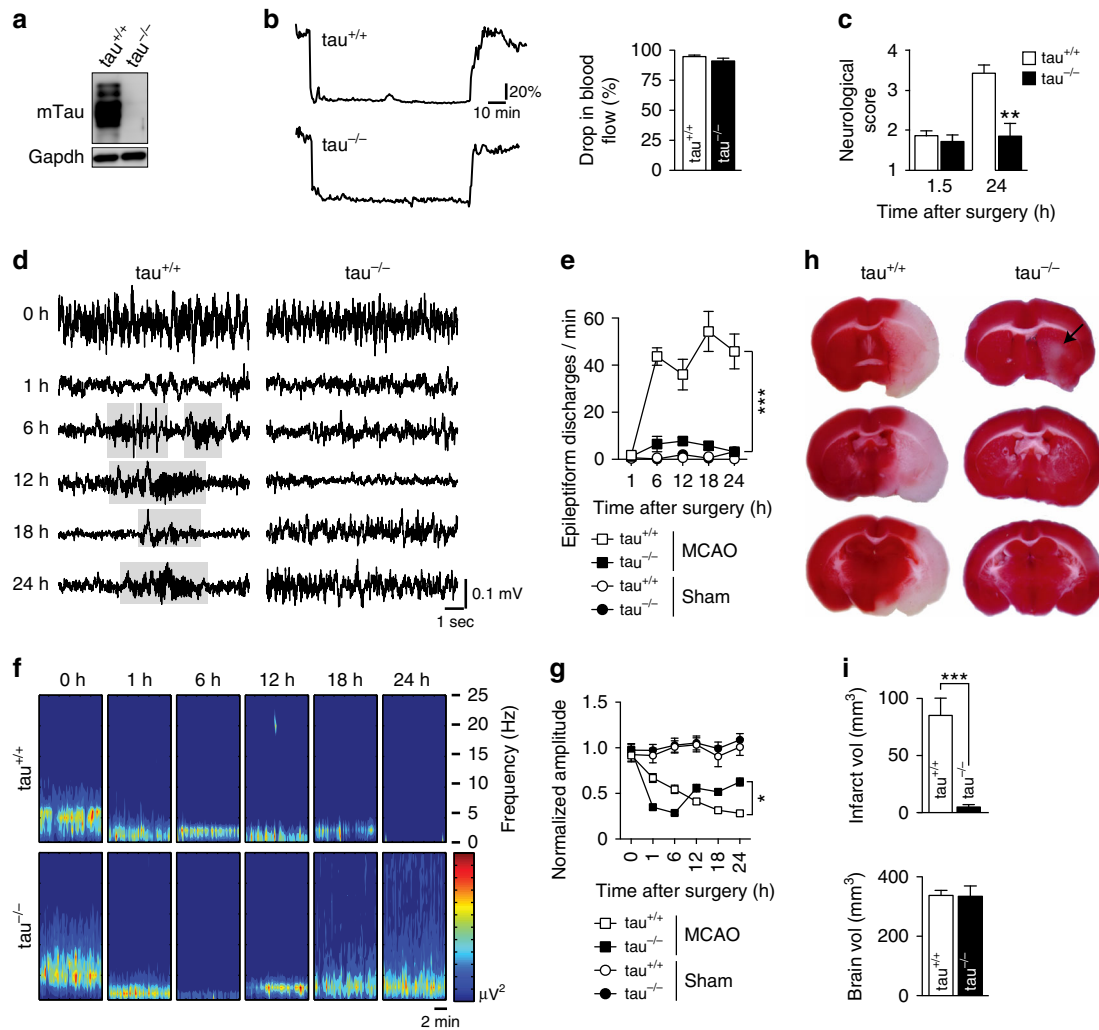 a
tau+/+
tau−/−
mTau
Gapdh
b
tau+/+
20%
10 min
tau−/−
Drop in blood
flow (%)
100
75
50
25
0
tau+/+
tau−/−
c
Neurological
score
4
3
2
1
tau+/+
tau−/−
**
1.5
24
Time after surgery (h)
d
tau+/+
tau−/−
0 h
1 h
6 h
12 h
18 h
24 h
0.1 mV
1 sec
e
Epileptiform discharges / min
60
40
20
0
***
1 6 12 18 24
Time after surgery (h)
tau+/+
tau−/−
MCAO
tau+/+
tau−/−
Sham
h
tau+/+
tau−/−
f
0 h 1 h 6 h 12 h 18 h 24 h
tau+/+
25
20
15
10
5
0
Frequency (Hz)
tau−/−
µV2
2 min
g
Normalized amplitude
1.5
1.0
0.5
0
*
0 1 6 12 18 24
Time after surgery (h)
tau+/+
tau−/−
MCAO
tau+/+
tau−/−
Sham
i
Infarct vol (mm3)
100
50
0
***
tau+/+
tau−/−
Brain vol (mm3)
400
200
0
tau+/+
tau−/−